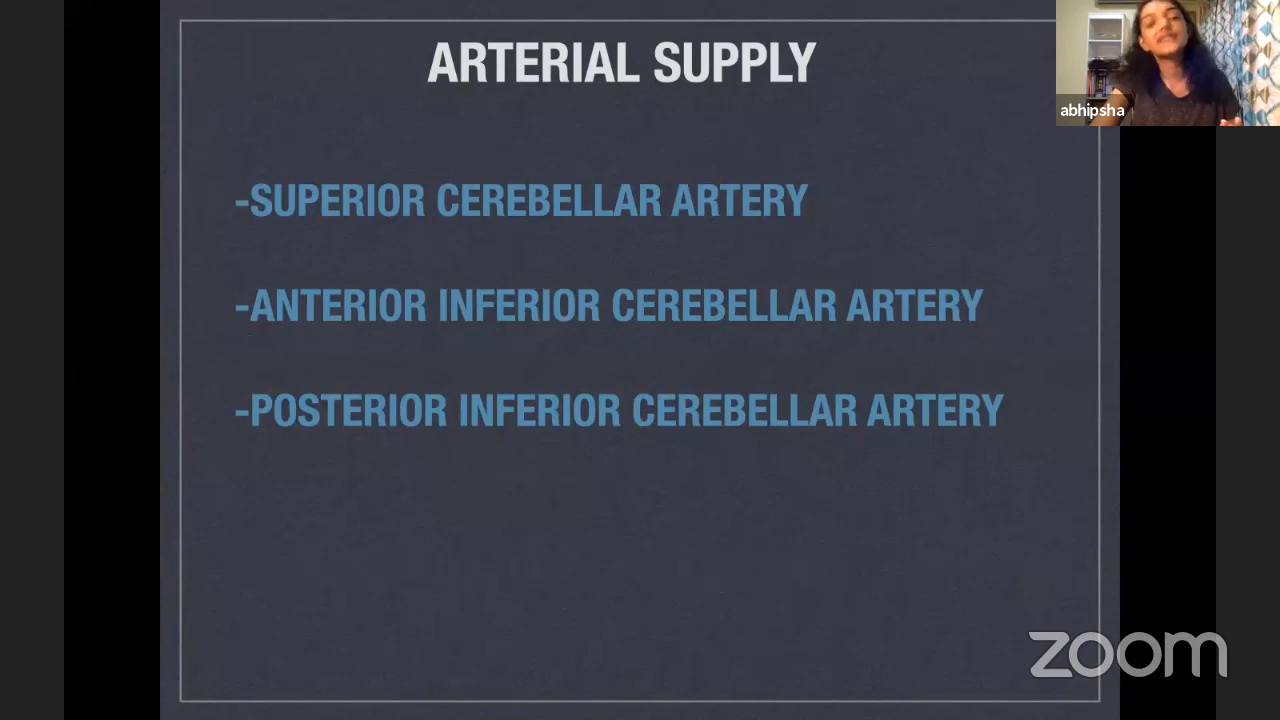 ARTERIAL SUPPLY
abhipsha
-SUPERIOR CEREBELLAR ARTERY
-ANTERIOR INFERIOR CEREBELLAR ARTERY
-POSTERIOR INFERIOR CEREBELLAR ARTERY
zoom